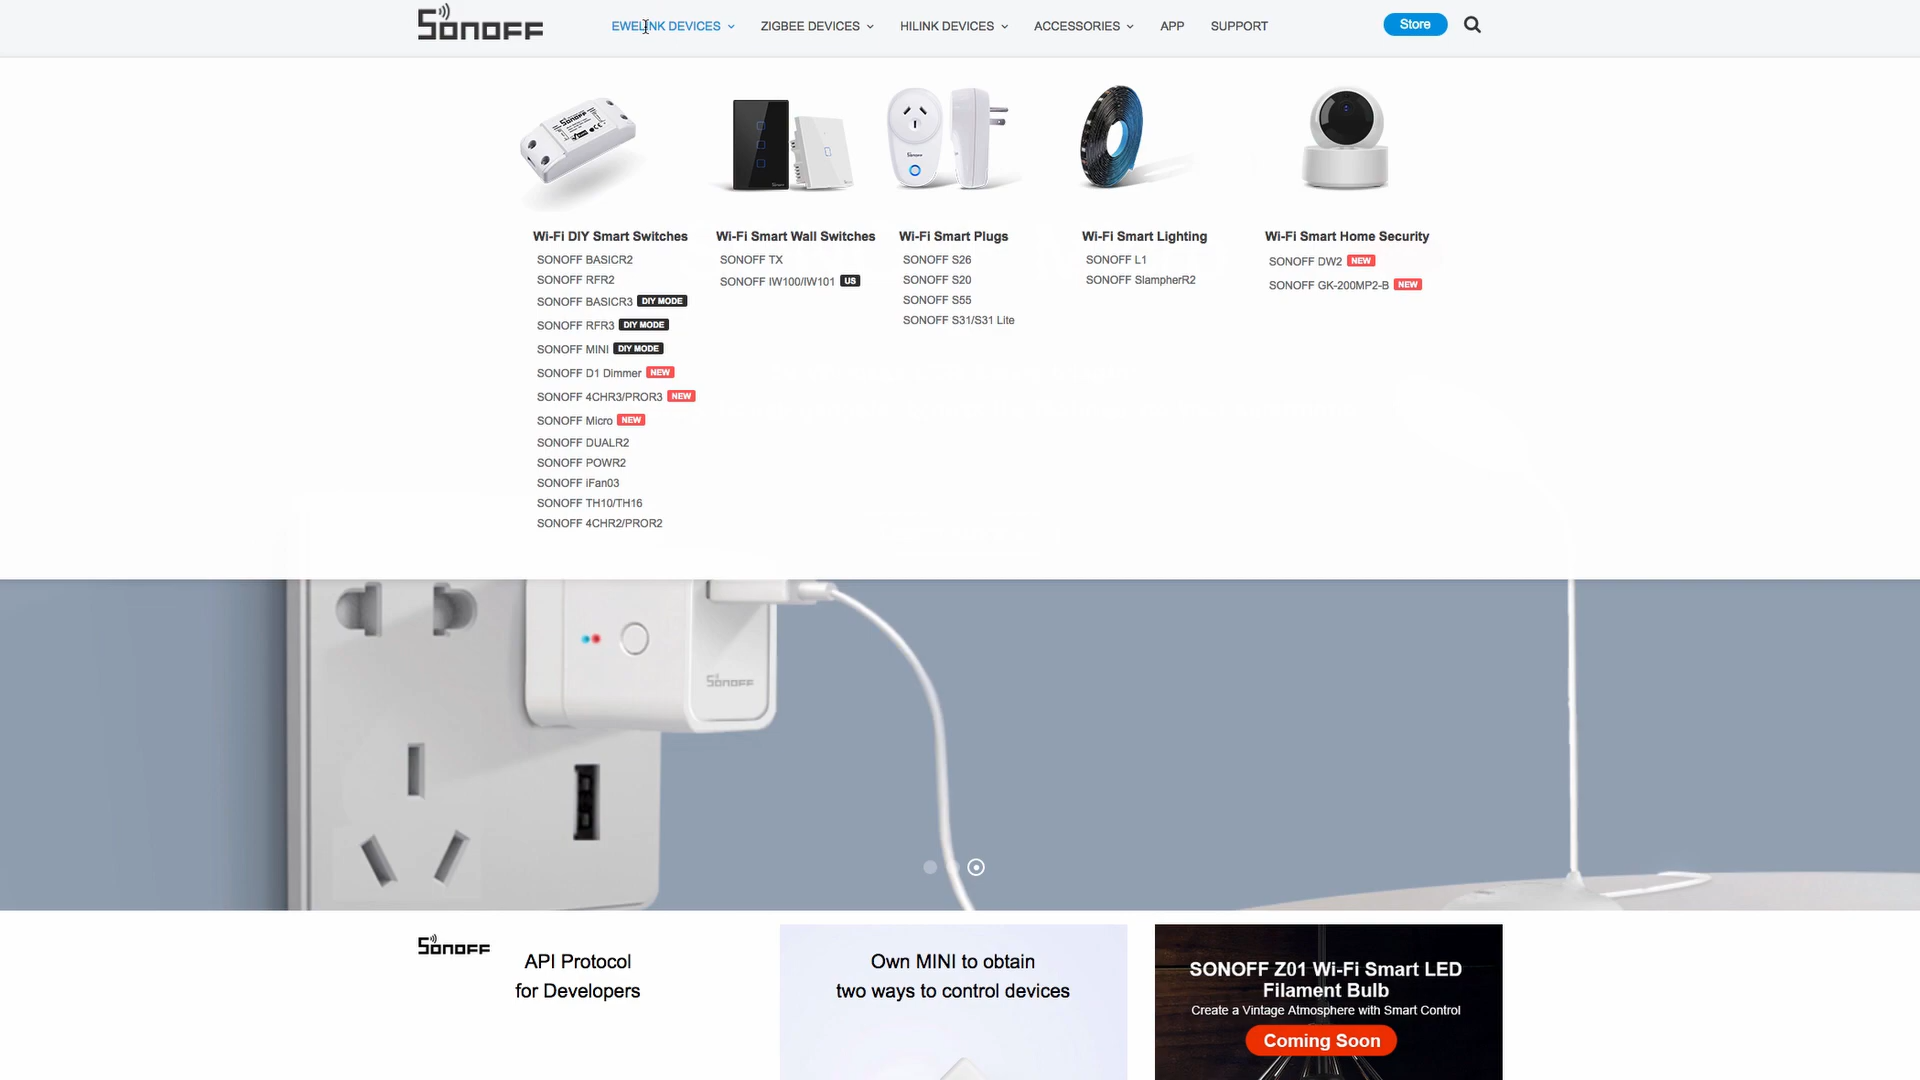 SONOFF
EWELINK DEVICES
ZIGBEE DEVICES
HILINK DEVICES
ACCESSORIES
APP
SUPPORT
Store
Wi-Fi DIY Smart Switches
SONOFF BASICR2
SONOFF RFR2
SONOFF BASICR3 DIY MODE
SONOFF RFR3 DIY MODE
SONOFF MINI DIY MODE
SONOFF D1 Dimmer NEW
SONOFF 4CHR3/PROR3 NEW
SONOFF Micro NEW
SONOFF DUALR2
SONOFF POWR2
SONOFF iFan03
SONOFF TH10/TH16
SONOFF 4CHR2/PROR2
Wi-Fi Smart Wall Switches
SONOFF TX
SONOFF IW100/IW101 US
Wi-Fi Smart Plugs
SONOFF S26
SONOFF S20
SONOFF S55
SONOFF S31/S31 Lite
Wi-Fi Smart Lighting
SONOFF L1
SONOFF SlampherR2
Wi-Fi Smart Home Security
SONOFF DW2 NEW
SONOFF GK-200MP2-B NEW
SONOFF
SONOFF
API Protocol
for Developers
Own MINI to obtain
two ways to control devices
SONOFF Z01 Wi-Fi Smart LED
Filament Bulb
Create a Vintage Atmosphere with Smart Control
Coming Soon